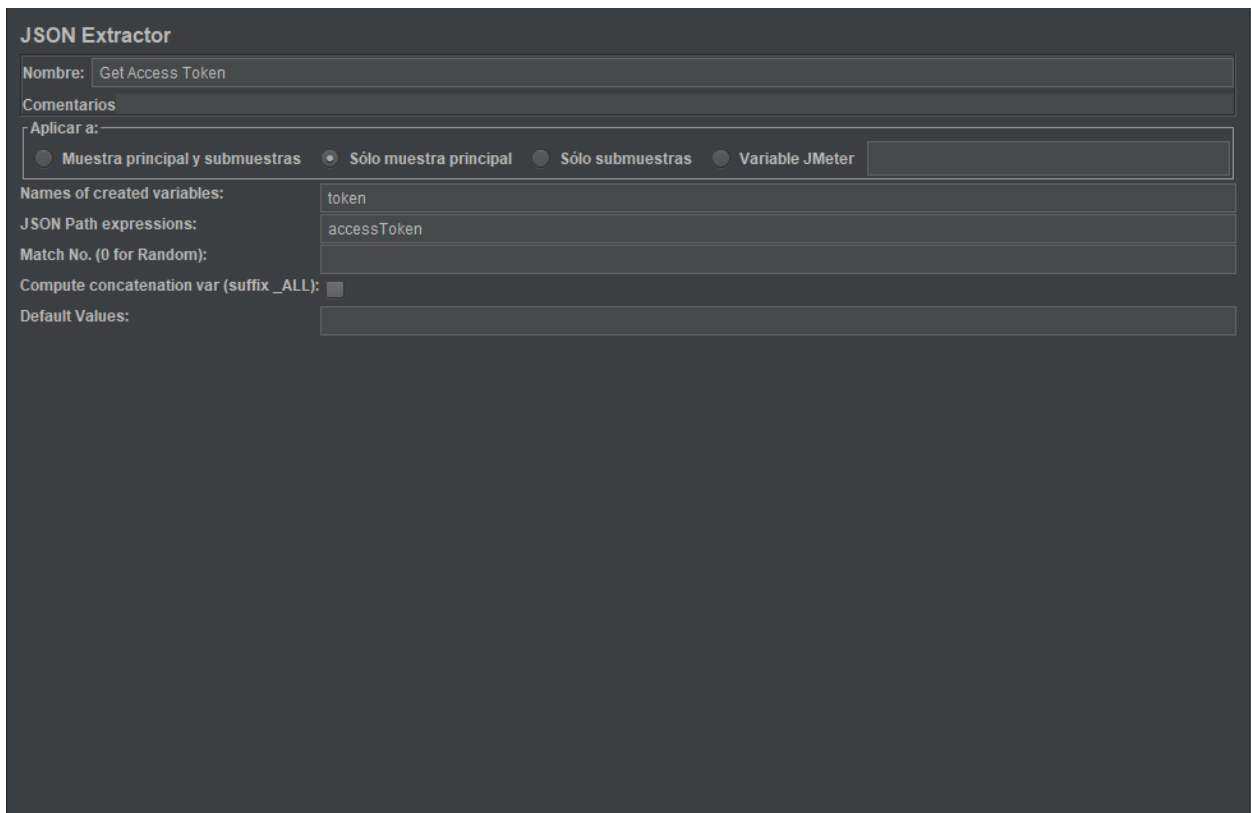 JSON Extractor
Nombre: Get Access Token
Comentarios
Aplicar a:
Muestra principal y submuestras Sólo muestra principal Sólo submuestras Variable JMeter
Names of created variables: token
JSON Path expressions: accessToken
Match No. (0 for Random):
Compute concatenation var (suffix _ALL):
Default Values: